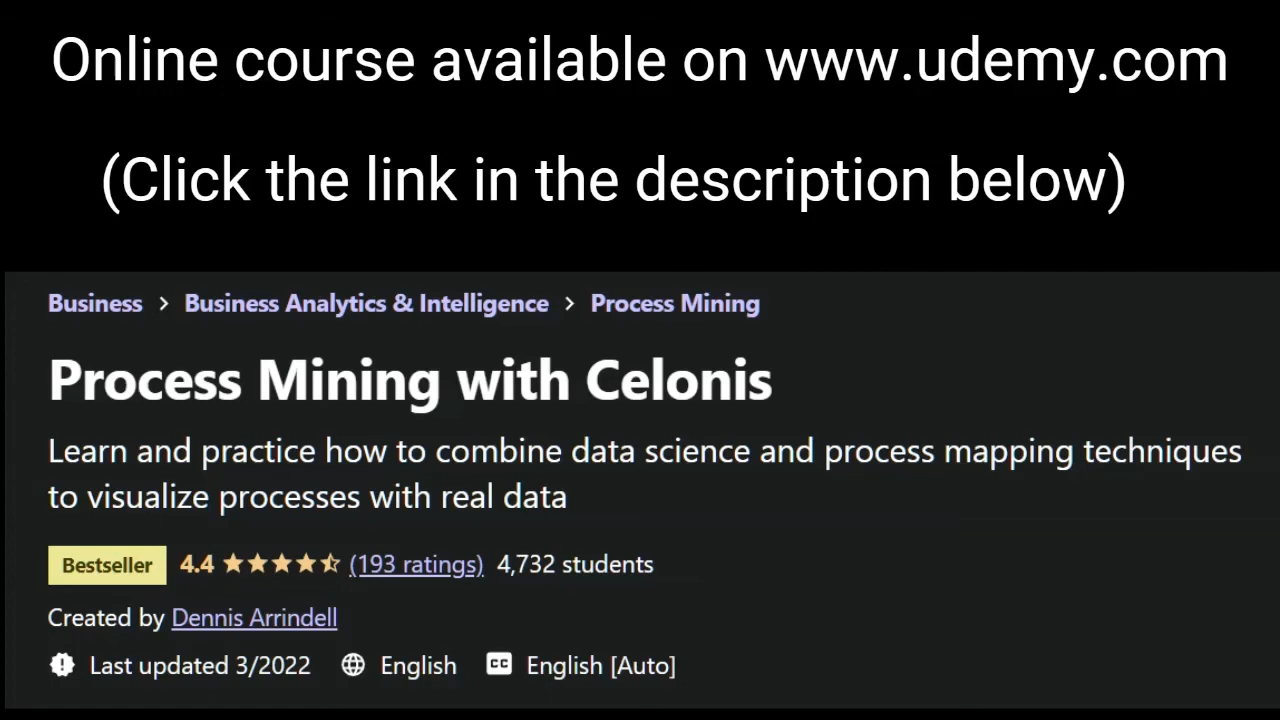 Online course available on www.udemy.com
(Click the link in the description below)
Business > Business Analytics & Intelligence > Process Mining
Process Mining with Celonis
Learn and practice how to combine data science and process mapping techniques
to visualize processes with real data
Bestseller 4.4 (193 ratings) 4,732 students
Created by Dennis Arrindell
Last updated 3/2022 English CC English [Auto]